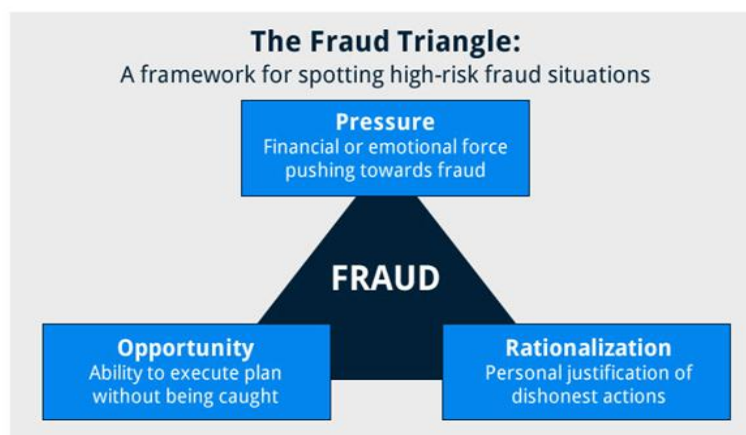 The Fraud Triangle:
A framework for spotting high-risk fraud situations
Pressure
Financial or emotional force
pushing towards fraud
FRAUD
Opportunity
Ability to execute plan
without being caught
Rationalization
Personal justification of
dishonest actions